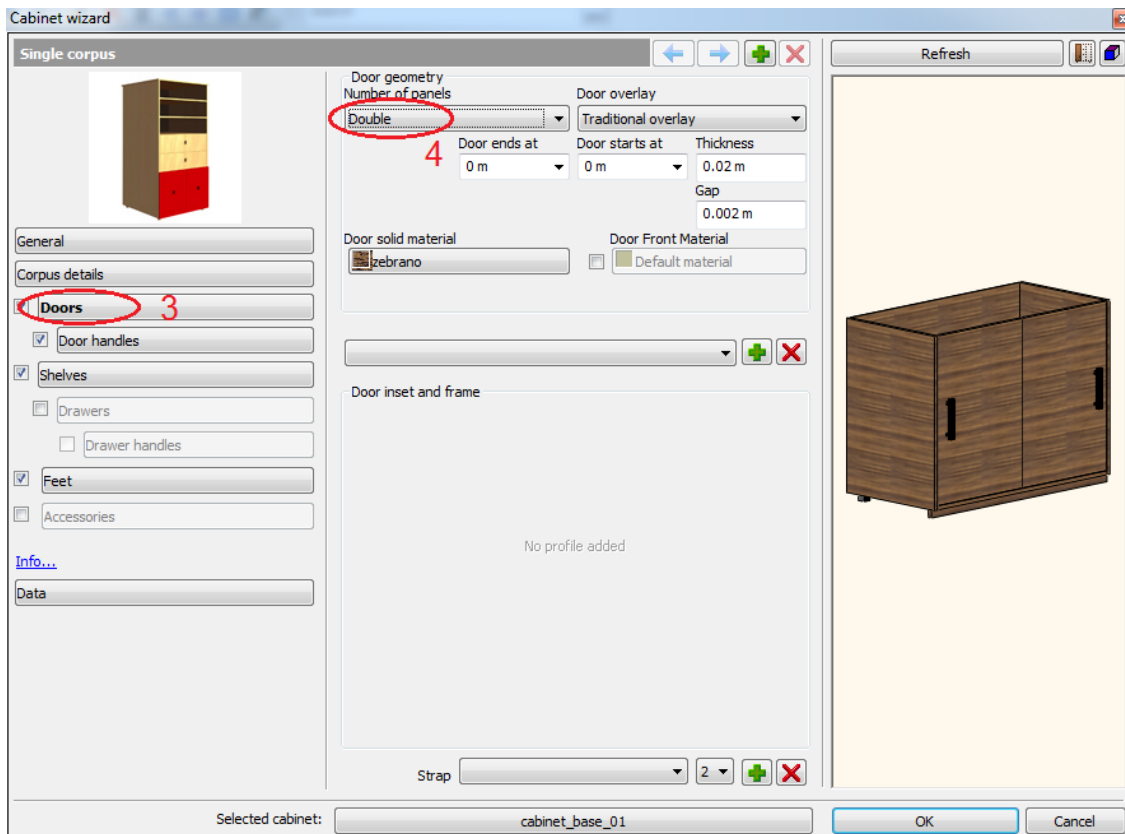 Cabinet wizard
Single corpus
Refresh
General
Corpus details
Doors
3
Door handles
Shelves
Drawers
Drawer handles
Feet
Accessories
Info...
Data
Door geometry
Number of panels
Door overlay
Double
Traditional overlay
4
Door ends at
Door starts at
Thickness
0 m
0 m
0.02 m
Gap
0.002 m
Door solid material
Door Front Material
zebrano
Default material
Door inset and frame
No profile added
Strap
2
Selected cabinet:
cabinet_base_01
OK
Cancel